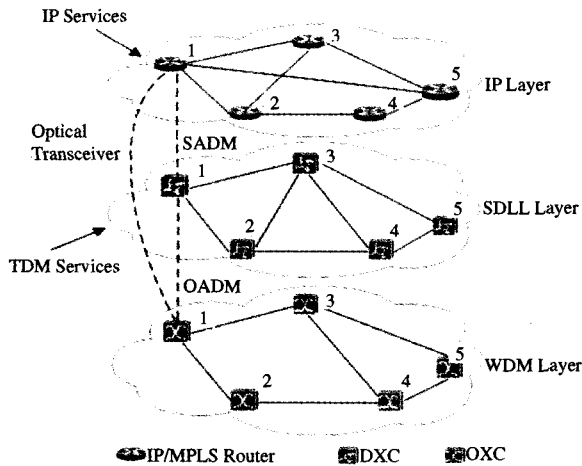 IP Services
1
3
5
2
4
IP Layer
Optical
Transceiver
SADM
1
3
2
4
5
SDLL Layer
TDM Services
OADM
1
3
2
4
5
WDM Layer
IP/MPLS Router
DXC
OXC